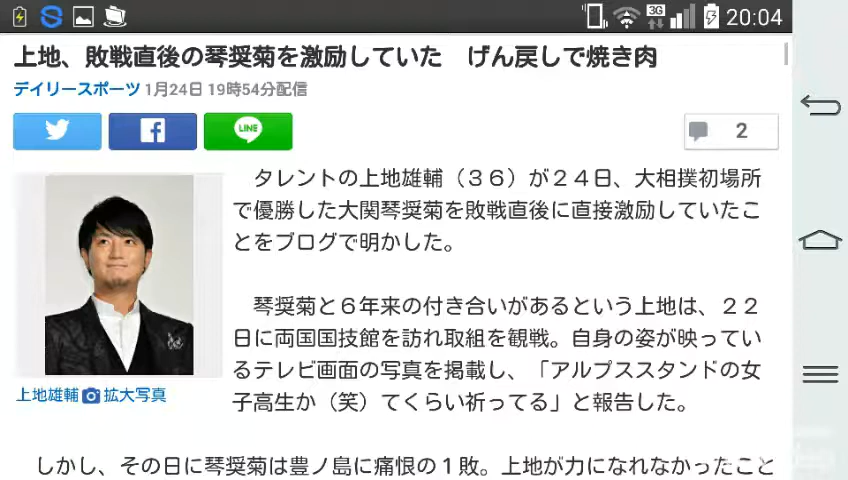 3G
20:04
上地、敗戦直後の琴奨菊を激励していた　げん戻しで焼き肉
デイリースポーツ 1月24日 19時54分配信
LINE
2
タレントの上地雄輔（３６）が２４日、大相撲初場所
で優勝した大関琴奨菊を敗戦直後に直接激励していたこ
とをブログで明かした。
琴奨菊と６年来の付き合いがあるという上地は、２２
日に両国国技館を訪れ取組を観戦。自身の姿が映ってい
るテレビ画面の写真を掲載し、「アルプススタンドの女
子高生か（笑）てくらい祈ってる」と報告した。
上地雄輔 拡大写真
しかし、その日に琴奨菊は豊ノ島に痛恨の１敗。上地が力になれなかったこと